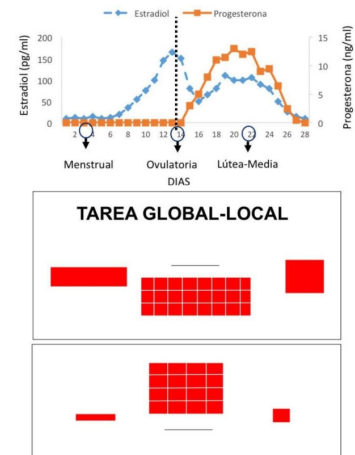 Estradiol Progesterona
Estradiol (pg/ml)
200
150
100
50
0
15
10
5
0
Progesterona (ng/ml)
2 4 6 8 10 12 14 16 18 20 22 24 26 28
Menstrual Ovulatoria Lútea-Media
DIAS
TAREA GLOBAL-LOCAL